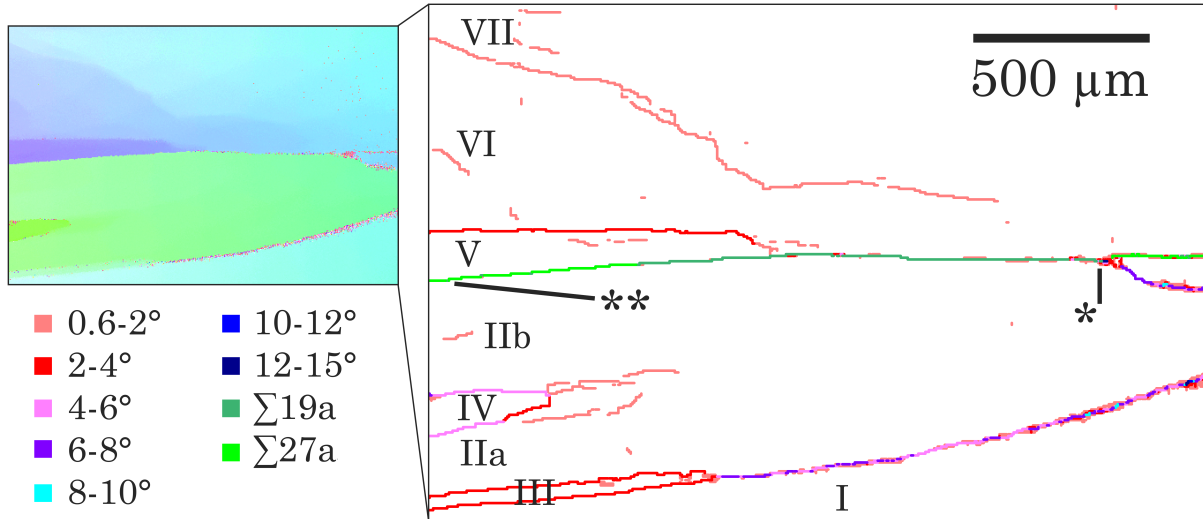 VII
500 µm
VI
V
**
*
IIb
IV
IIa
III
I
0.6-2°
10-12°
2-4°
12-15°
4-6°
∑19a
6-8°
∑27a
8-10°